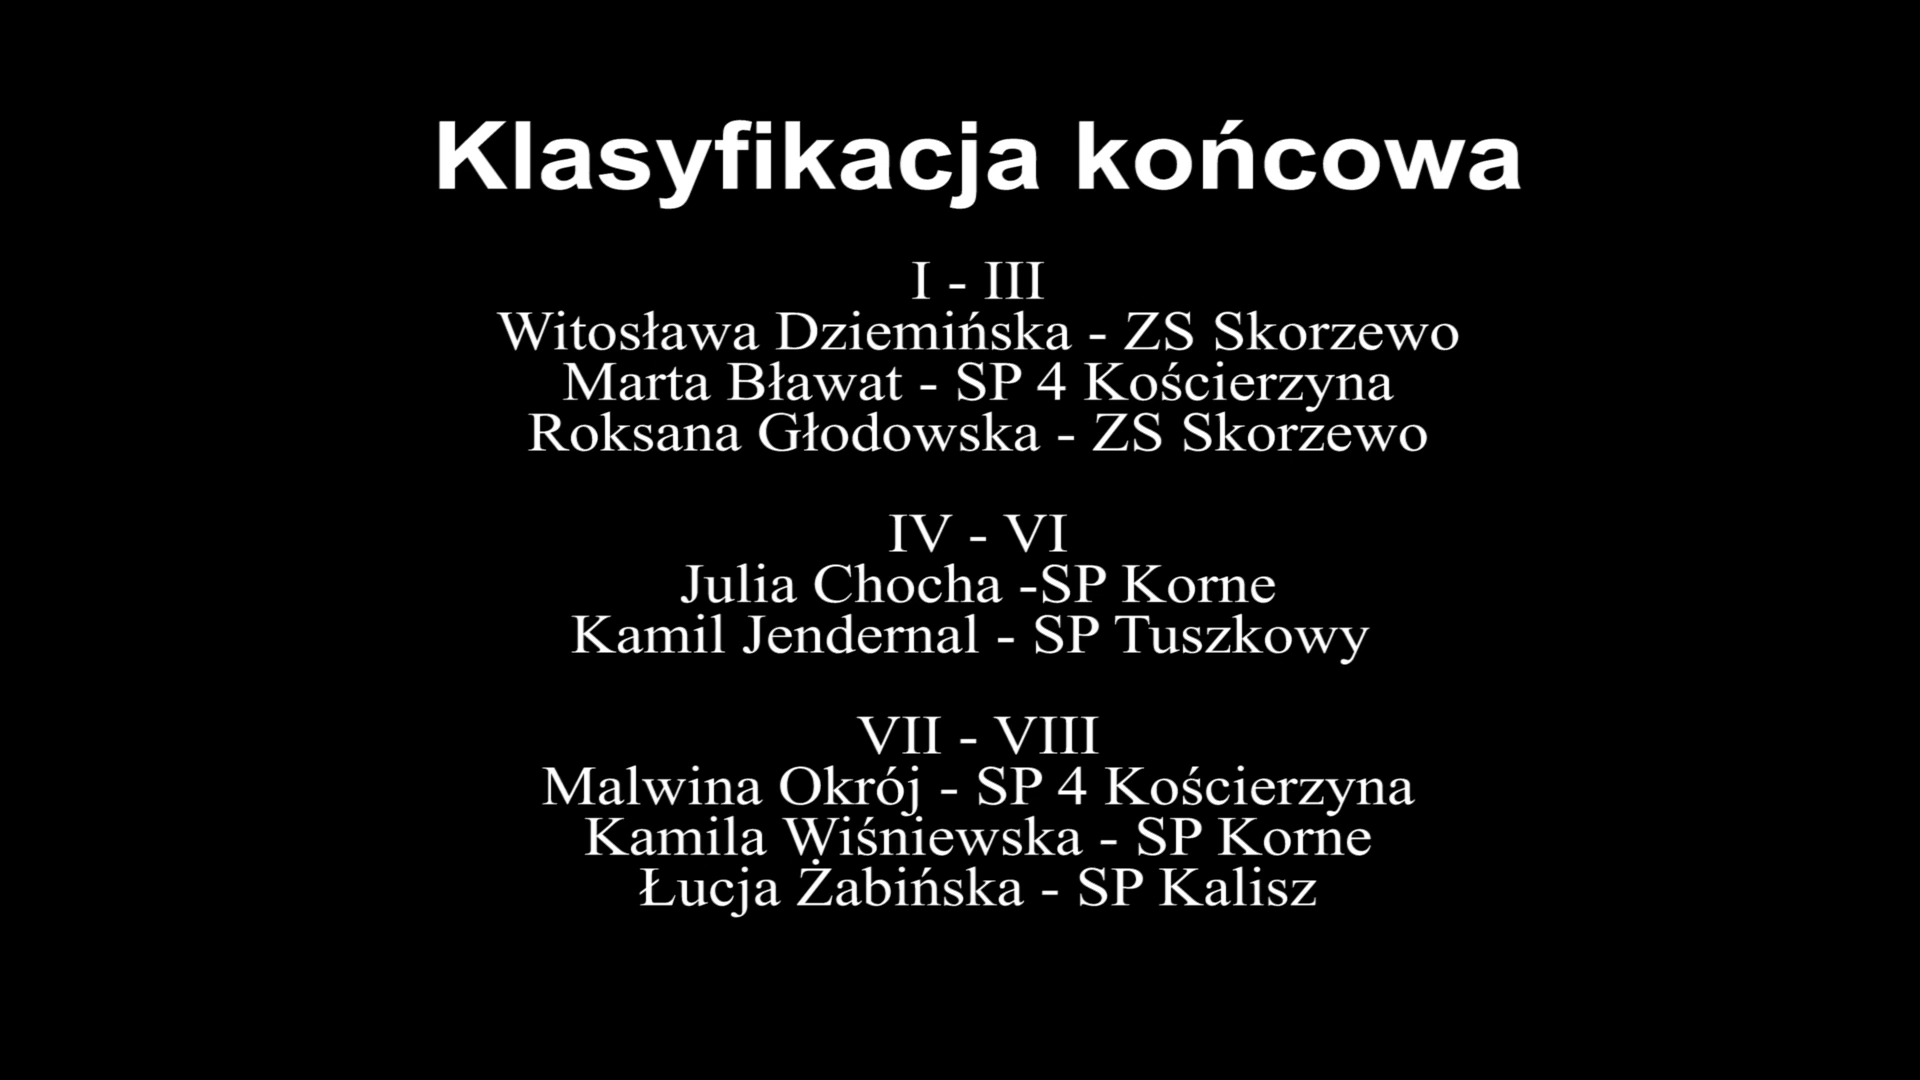 Klasyfikacja końcowa
I - III
Witosława Dziemińska - ZS Skorzewo
Marta Bławat - SP 4 Kościerzyna
Roksana Głodowska - ZS Skorzewo
IV - VI
Julia Chocha -SP Korne
Kamil Jendernal - SP Tuszkowy
VII - VIII
Malwina Okrój - SP 4 Kościerzyna
Kamila Wiśniewska - SP Korne
Łucja Żabińska - SP Kalisz